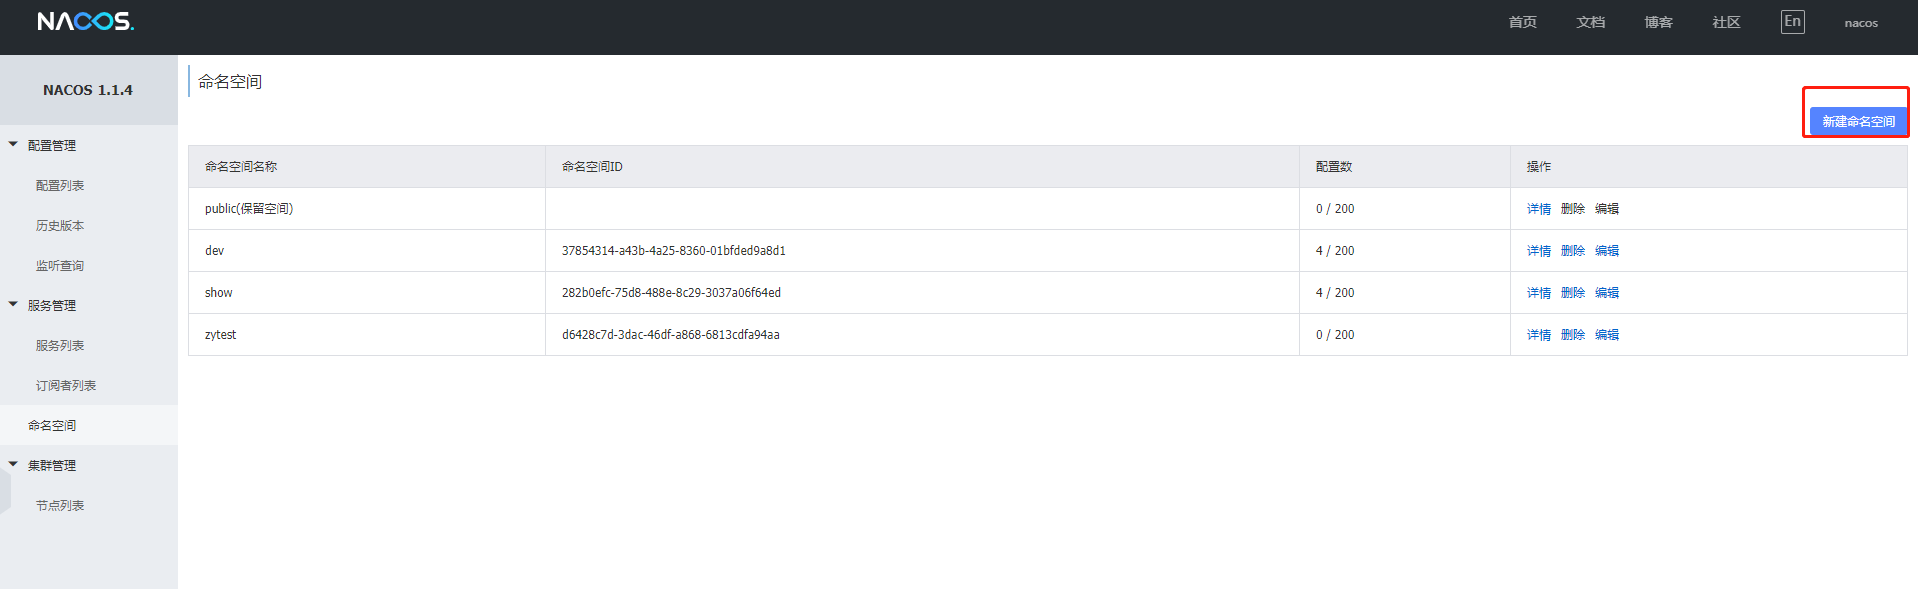 NACOS.
首页 文档 博客 社区 En nacos
NACOS 1.1.4
配置管理
配置列表
历史版本
监听查询
服务管理
服务列表
订阅者列表
命名空间
集群管理
节点列表
命名空间
新建命名空间
命名空间名称 命名空间ID 配置数 操作
public(保留空间) 0 / 200 详情 删除 编辑
dev 37854314-a43b-4a25-8360-01bfded9a8d1 4 / 200 详情 删除 编辑
show 282b0efc-75d8-488e-8c29-3037a06f64ed 4 / 200 详情 删除 编辑
zytest d6428c7d-3dac-46df-a868-6813cdfa94aa 0 / 200 详情 删除 编辑